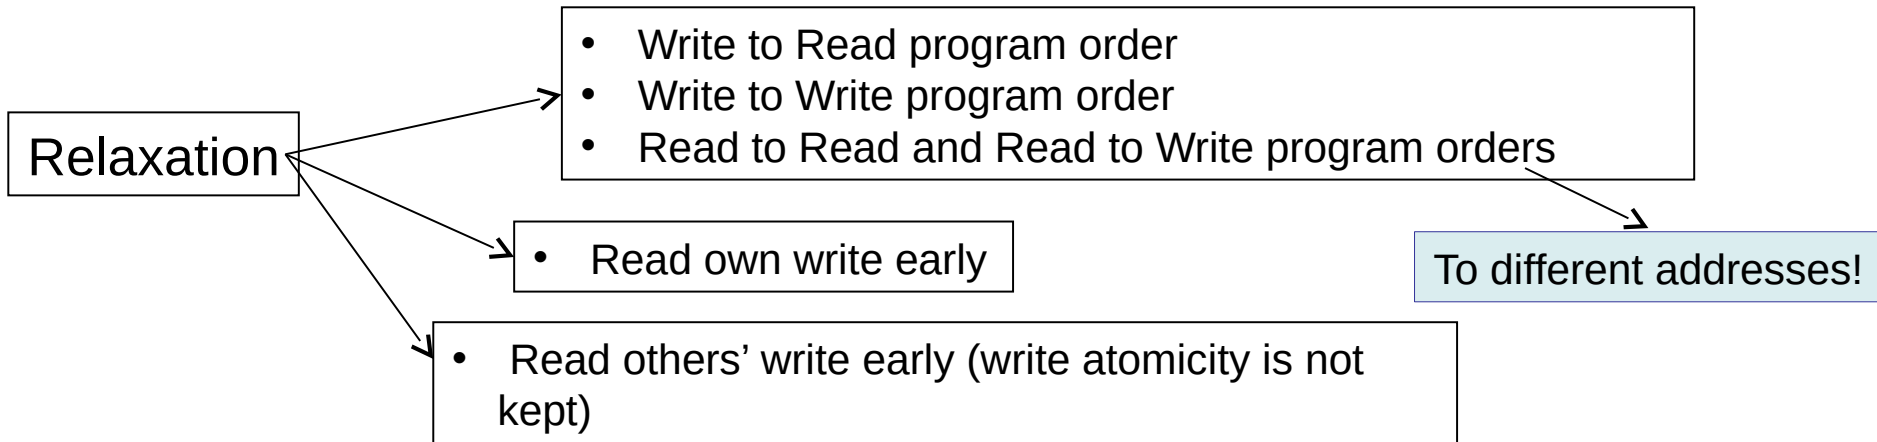 • Write to Read program order
• Write to Write program order
Relaxation
• Read to Read and Read to Write program orders
• Read own write early
To different addresses!
• Read others’ write early (write atomicity is not
kept)